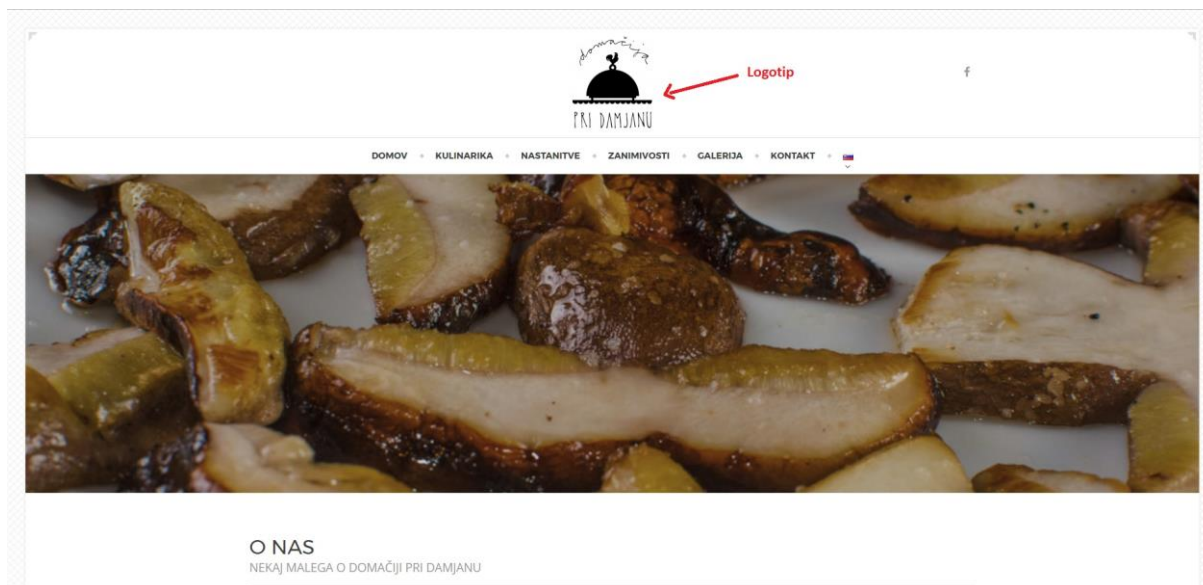 domačija
PRI DAMJANU
Logotip
f
DOMOV KULINARIKA NASTANITVE ZANIMIVOSTI GALERIJA KONTAKT
O NAS
NEKAJ MALEGA O DOMAČIJI PRI DAMJANU